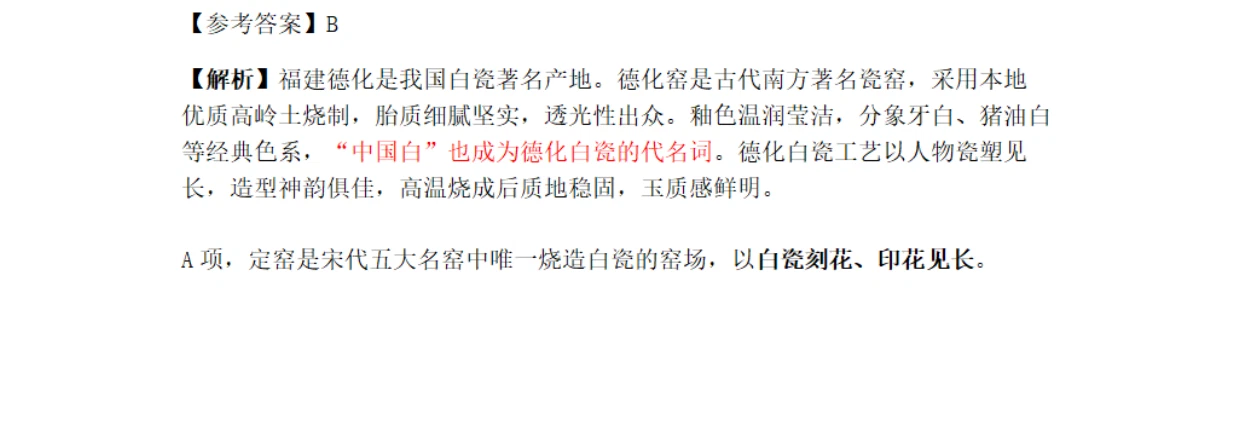 【参考答案】B
【解析】福建德化是我国白瓷著名产地。德化窑是古代南方著名瓷窑，采用本地
优质高岭土烧制，胎质细腻坚实，透光性出众。釉色温润莹洁，分象牙白、猪油白
等经典色系，“中国白”也成为德化白瓷的代名词。德化白瓷工艺以人物瓷塑见
长，造型神韵俱佳，高温烧成后质地稳固，玉质感鲜明。
A 项，定窑是宋代五大名窑中唯一烧造白瓷的窑场，以白瓷刻花、印花见长。